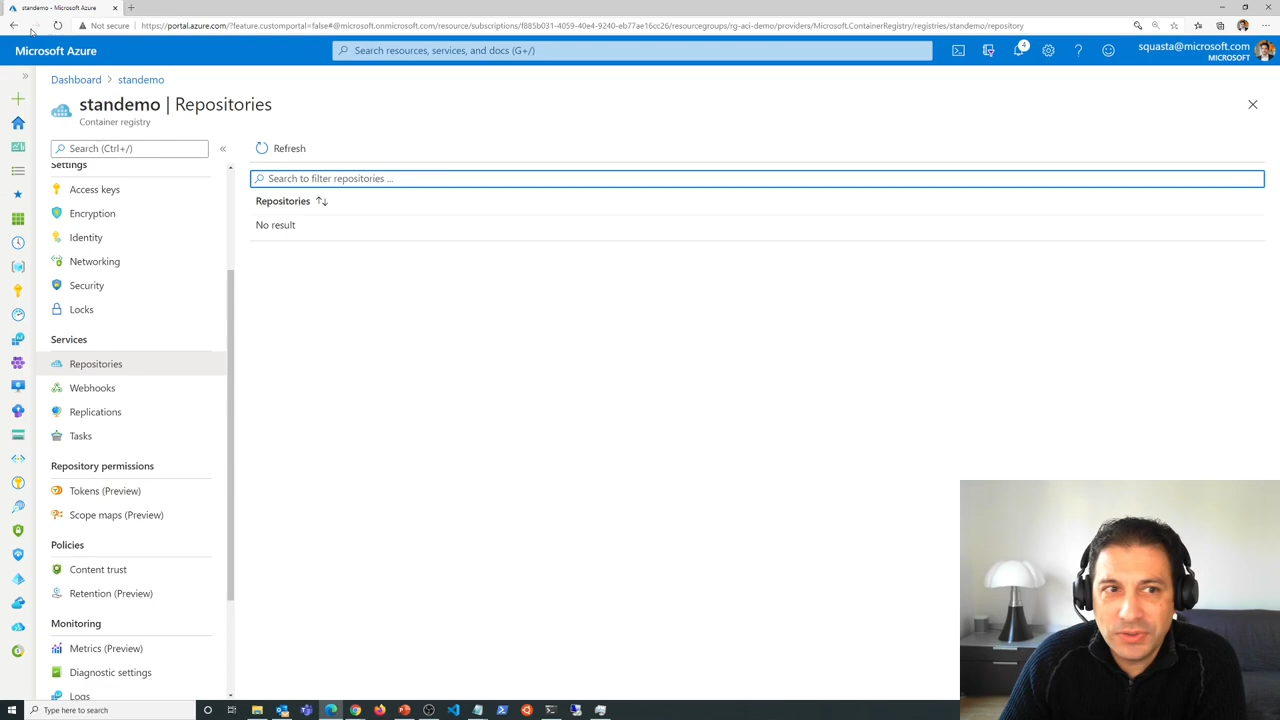 standemo - Microsoft Azure
Not secure
https://portal.azure.com/?feature.customportal=false#@microsoft.onmicrosoft.com/resource/subscriptions/f885b031-4059-40e4-9240-eb77ae16cc26/resourcegroups/rg-aci-demo/providers/Microsoft.ContainerRegistry/registries/standemo/repository
Microsoft Azure
Search resources, services, and docs (G+/)
4
squasta@microsoft.com
MICROSOFT
Dashboard
standemo
standemo | Repositories
Container registry
Search (Ctrl+/)
Refresh
Settings
Access keys
Encryption
Identity
Networking
Security
Locks
Services
Repositories
Webhooks
Replications
Tasks
Repository permissions
Tokens (Preview)
Scope maps (Preview)
Policies
Content trust
Retention (Preview)
Monitoring
Metrics (Preview)
Diagnostic settings
Logs
Search to filter repositories ...
Repositories
No result
Type here to search